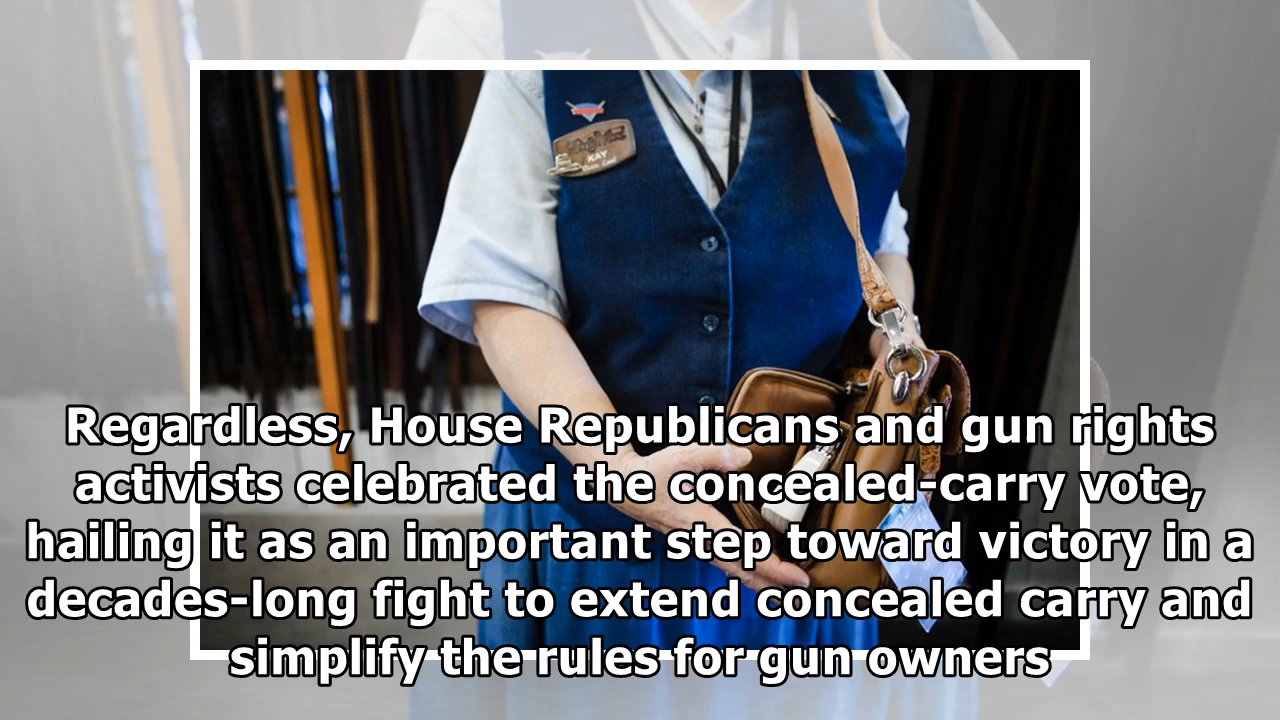 KAY
Regardless, House Republicans and gun rights
activists celebrated the concealed-carry vote,
hailing it as an important step toward victory in a
decades-long fight to extend concealed carry and
simplify the rules for gun owners